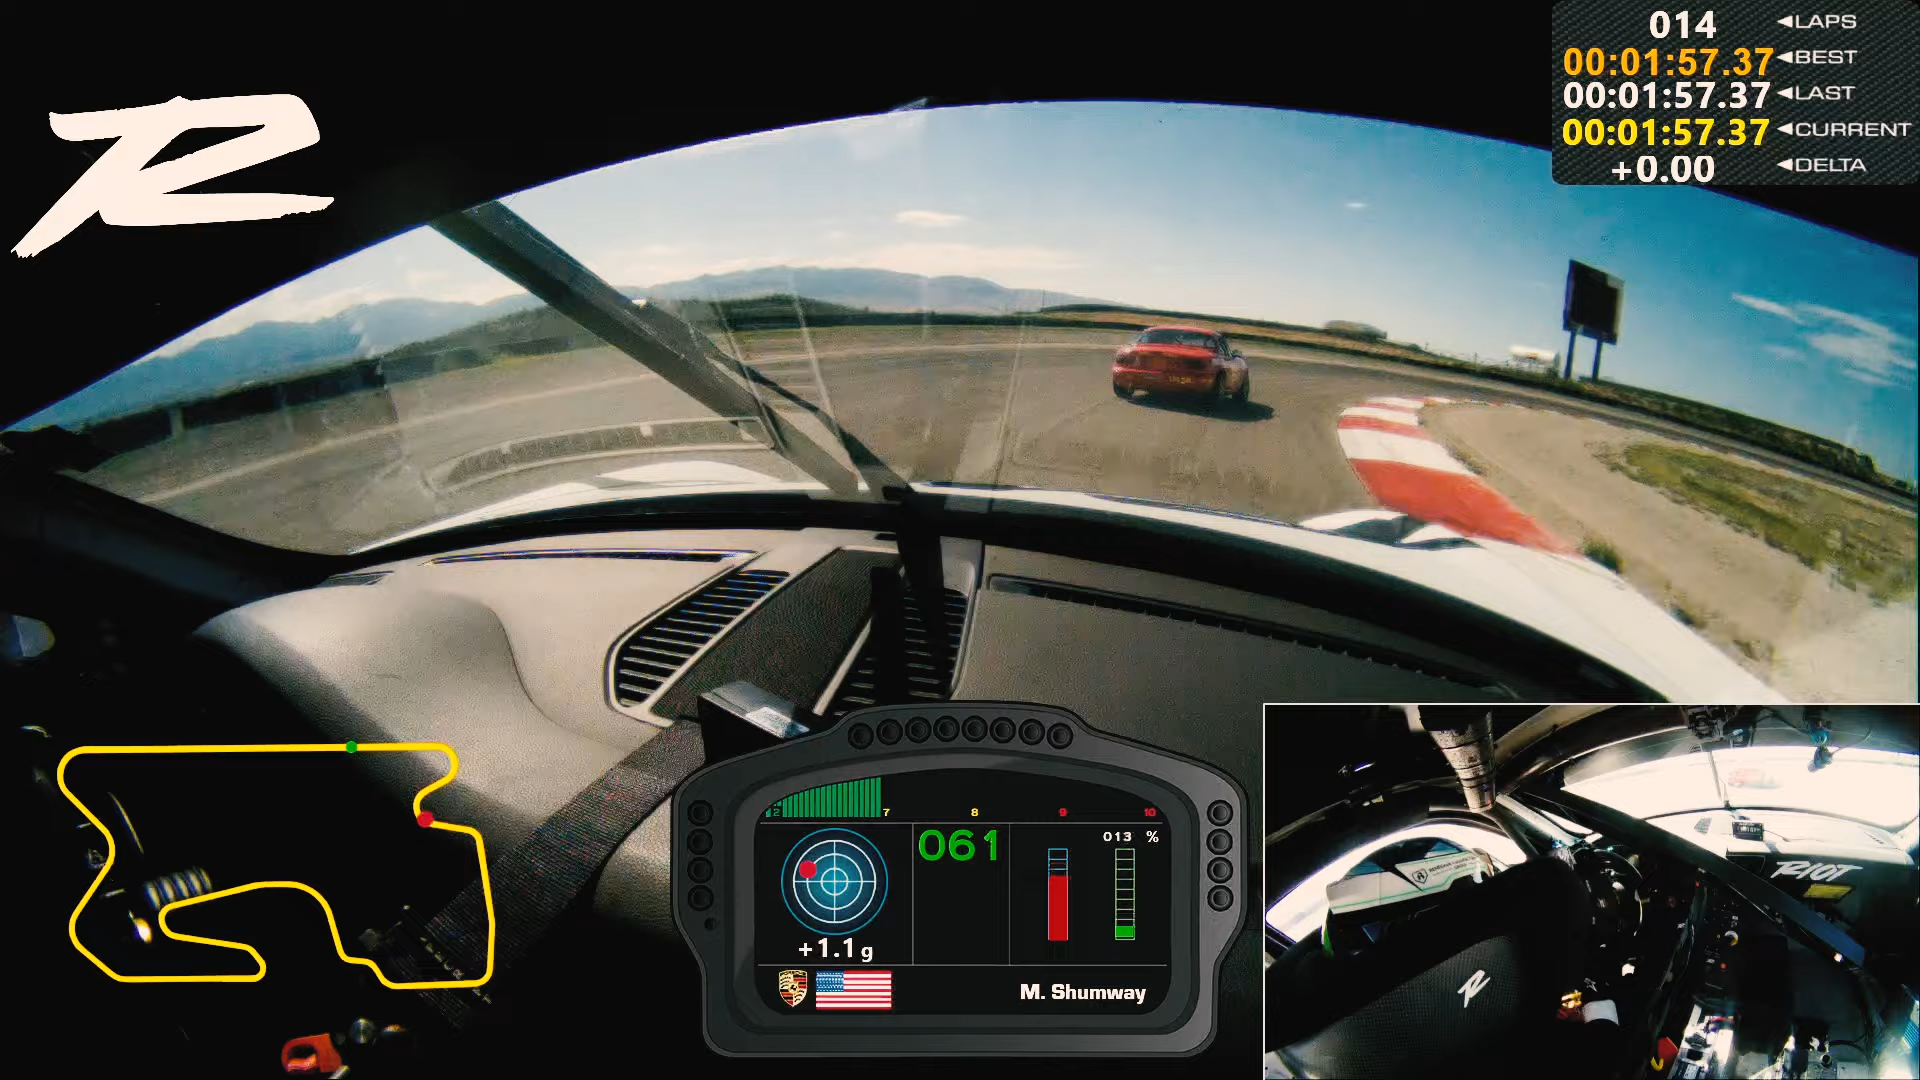 014 ◄LAPS
00:01:57.37 ◄BEST
00:01:57.37 ◄LAST
00:01:57.37 ◄CURRENT
+0.00 ◄DELTA
2 7 8 9 10
061
013 %
+1.1 g
M. Shumway
RIOT
R